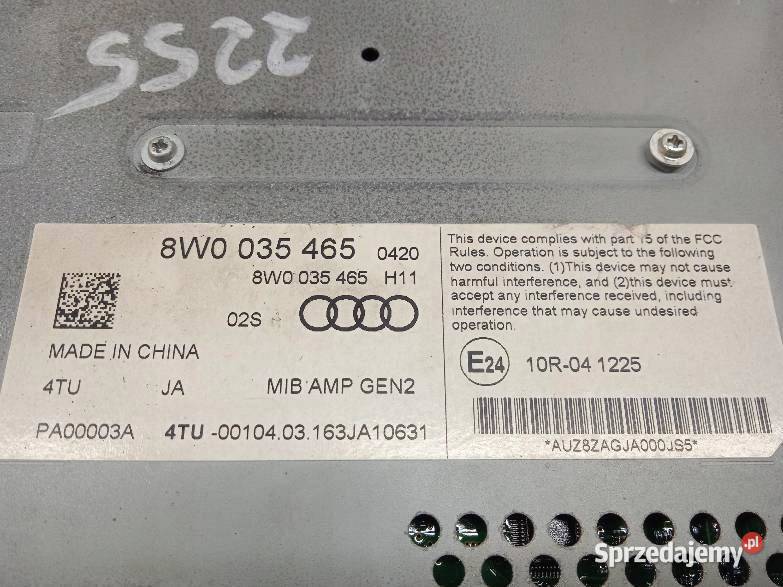 2255
8W0 035 465 0420
8W0 035 465 H11
02S
MADE IN CHINA
4TU JA MIB AMP GEN2
PA00003A 4TU-00104.03.163JA10631
This device complies with part 15 of the FCC
Rules. Operation is subject to the following
two conditions. (1)This device may not cause
harmful interference, and (2)this device must
accept any interference received, including
interference that may cause undesired
operation.
E24 10R-04 1225
*AUZ8ZAGJA000JS5*
Sprzedajemy.pl